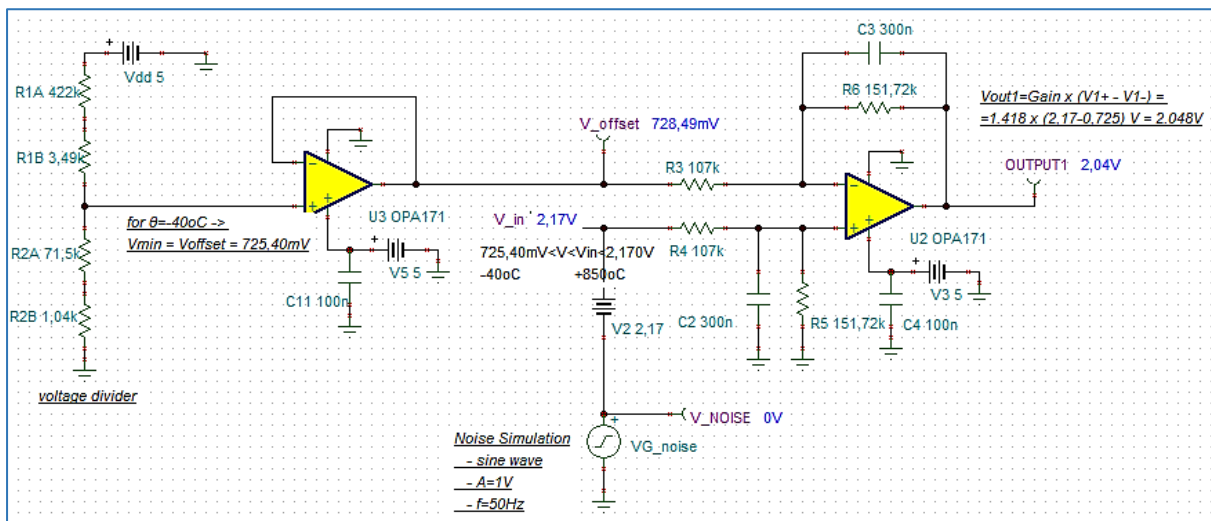 C3 300n
Vdd 5
R6 151,72k
R1A 422k
Vout1=Gain x (V1+ - V1-) =
=1.418 x (2,17-0,725) V = 2.048V
V_offset 728,49mV
R1B 3,49k
R3 107k
OUTPUT1 2,04V
U3 OPA171
V_in 2,17V
U2 OPA171
for θ=-40oC ->
Vmin = Voffset = 725,40mV
R4 107k
725,40mV<V<Vin<2,170V
-40oC +850oC
R2A 71,5k
V5 5
V3 5
C11 100n
R2B 1,04k
V2 2,17
C2 300n
R5 151,72k
C4 100n
voltage divider
V_NOISE 0V
Noise Simulation
- sine wave
- A=1V
- f=50Hz
VG_noise